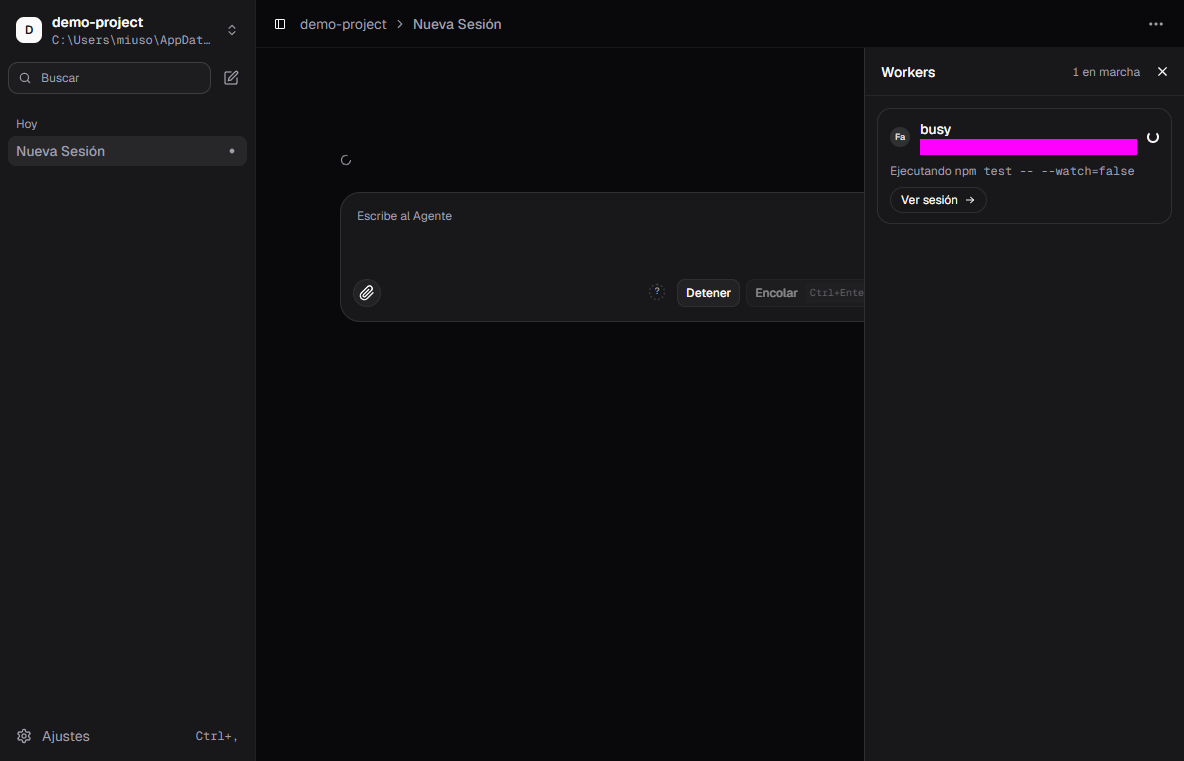 D
demo-project
C:\Users\miuso\AppDat…
Buscar
Hoy
Nueva Sesión
Ajustes
Ctrl+,
demo-project > Nueva Sesión
Escribe al Agente
?
Detener
Encolar
Ctrl+Ente
Workers
1 en marcha
Fa
busy
Ejecutando npm test -- --watch=false
Ver sesión →